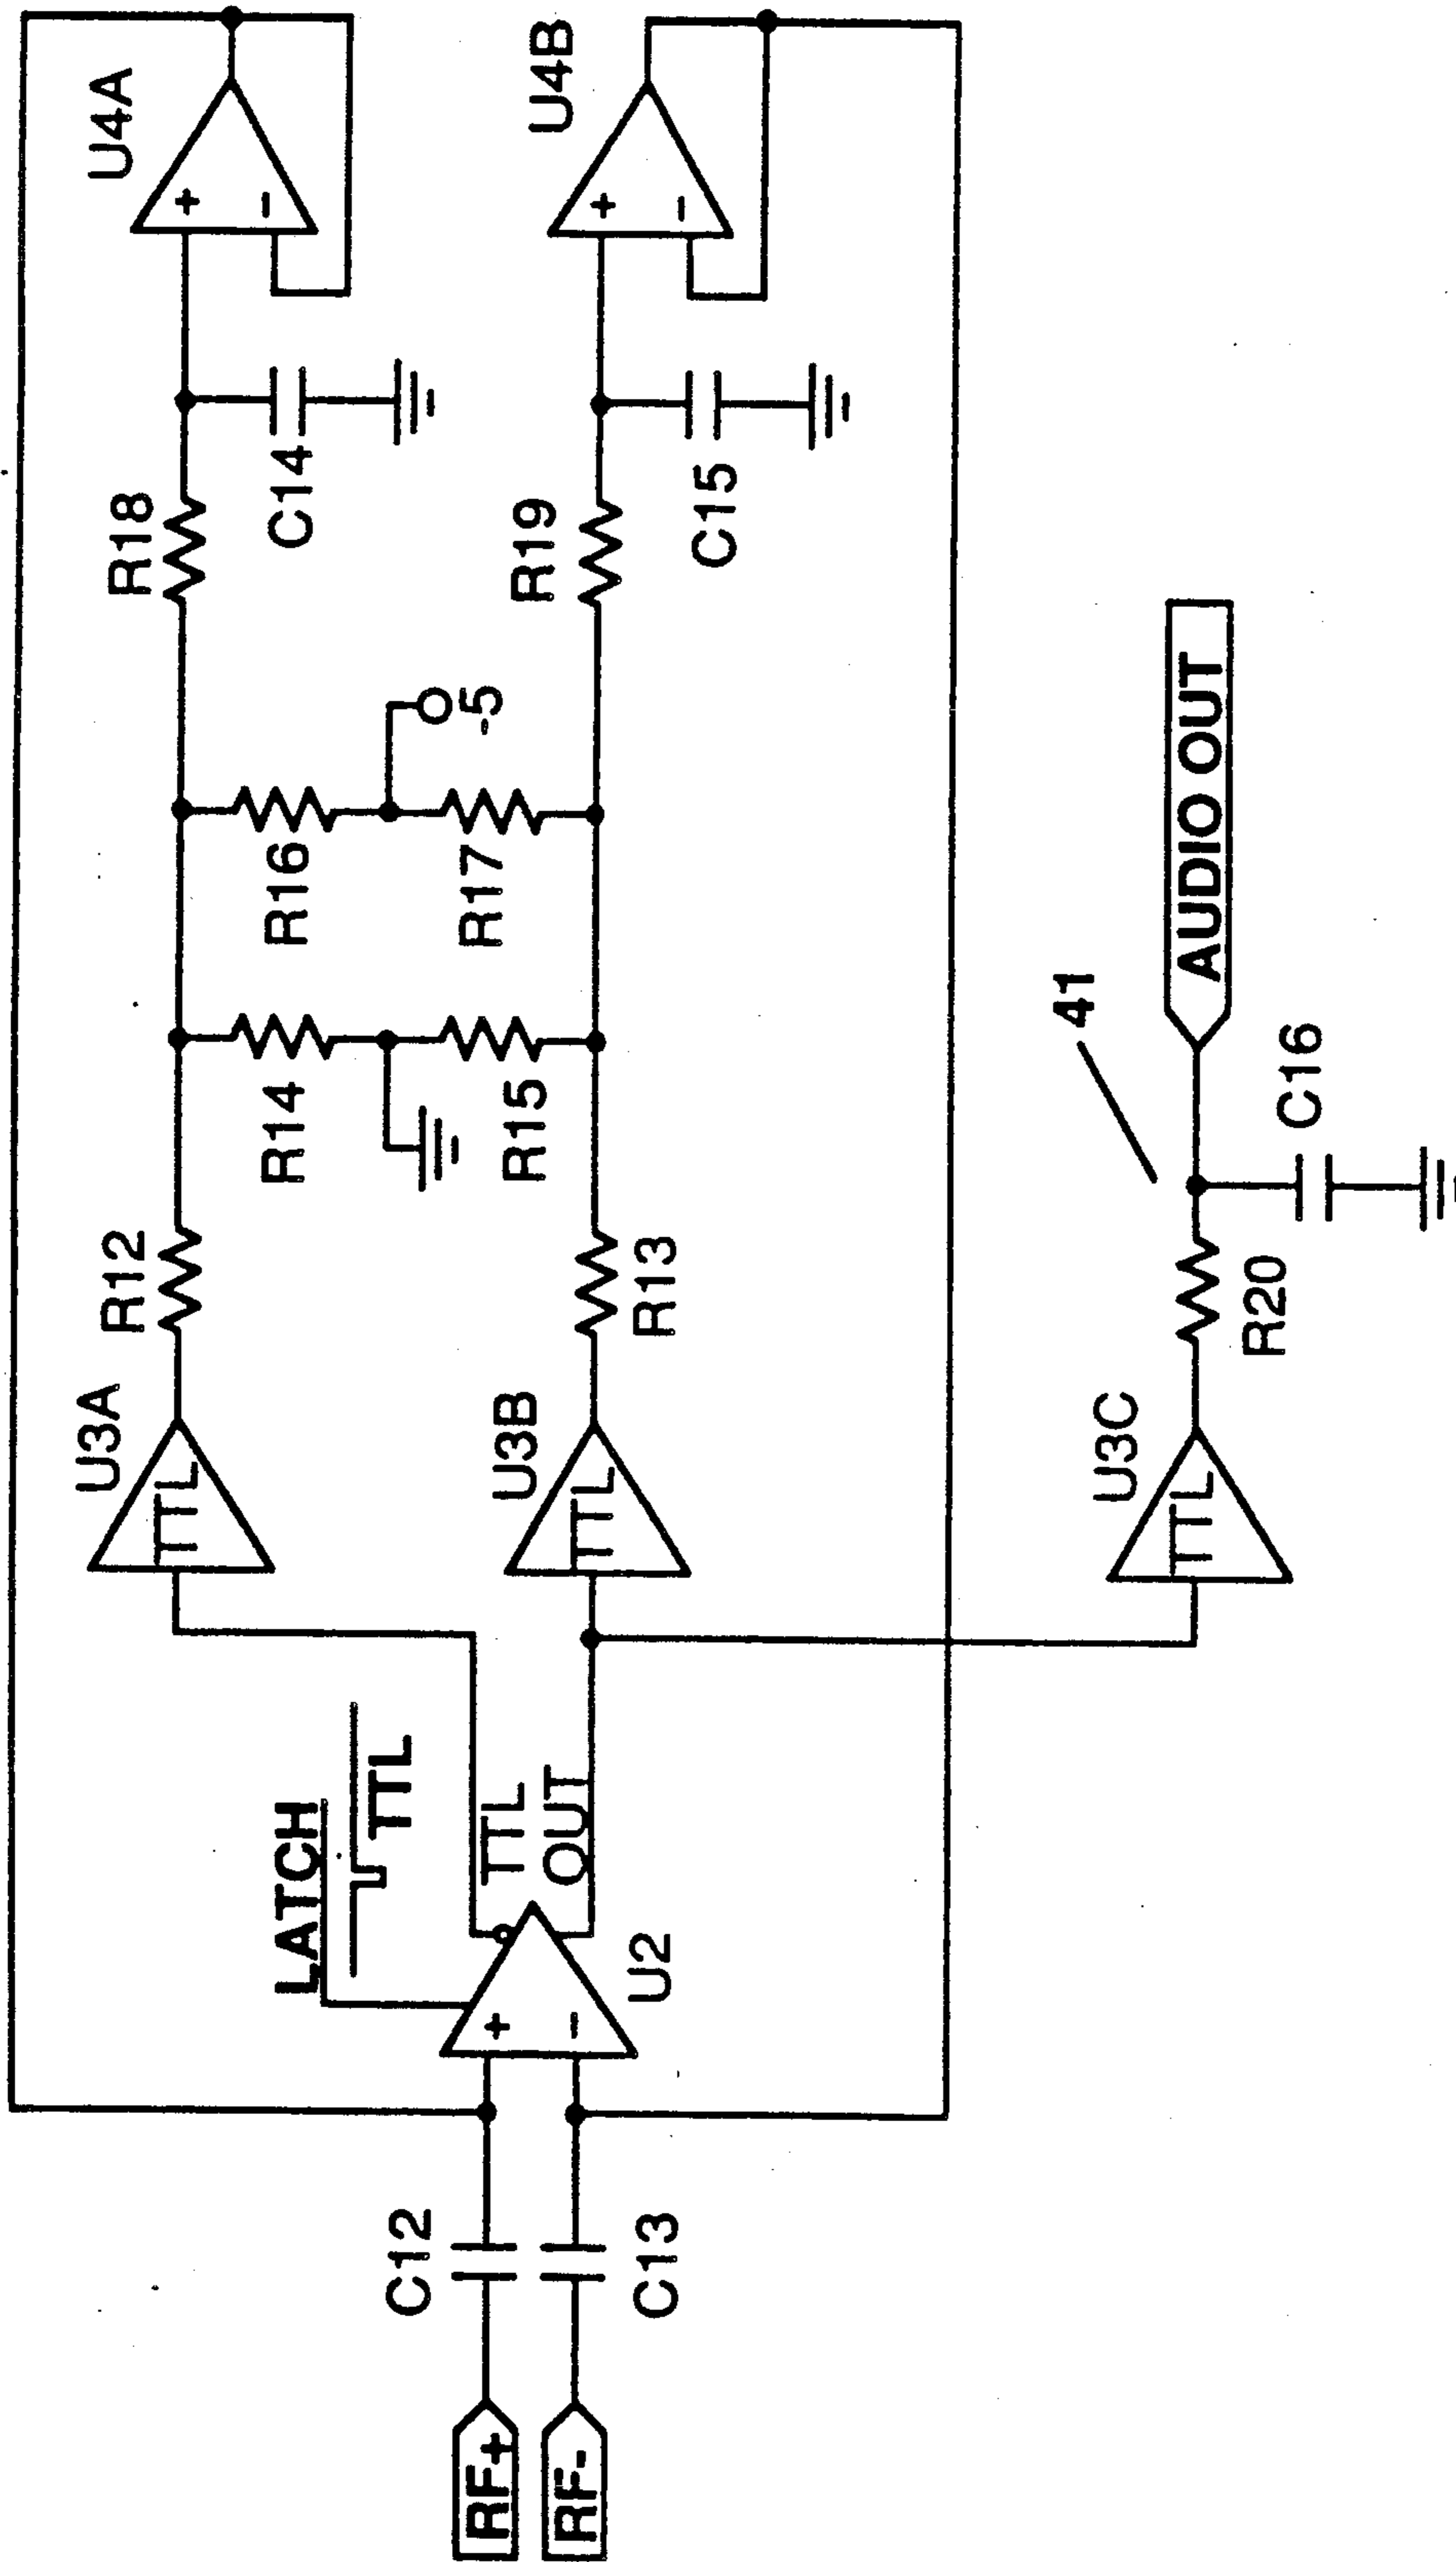 U3A
R12
R18
U4A
TTL
+
-
LATCH
R14
R16
C14
TTL
C12
TTL
-5
RF+
+
U3B
R15
R17
R19
U4B
RF-
-
OUT
TTL
+
-
C13
U2
R13
C15
41
U3C
TTL
AUDIO OUT
R20
C16